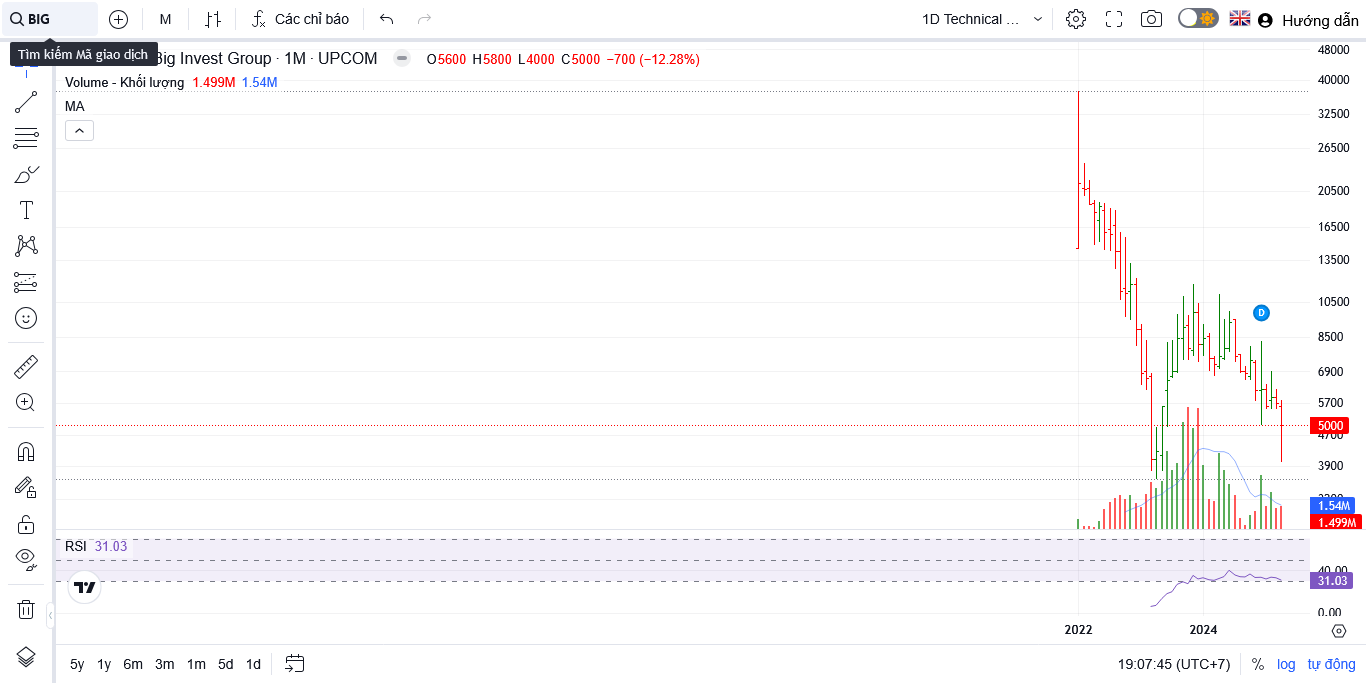 BIG
M
Các chỉ báo
1D Technical ...
Hướng dẫn
Tìm kiếm Mã giao dịch
Big Invest Group · 1M · UPCOM
O5600 H5800 L4000 C5000 −700 (−12.28%)
Volume - Khối lượng 1.499M 1.54M
MA
48000
40000
32500
26500
20500
16500
13500
10500
8500
6900
5700
5000
4700
3900
1.54M
1.499M
D
RSI 31.03
40.00
31.03
0.00
2022
2024
5y 1y 6m 3m 1m 5d 1d
19:07:45 (UTC+7)
% log tự động